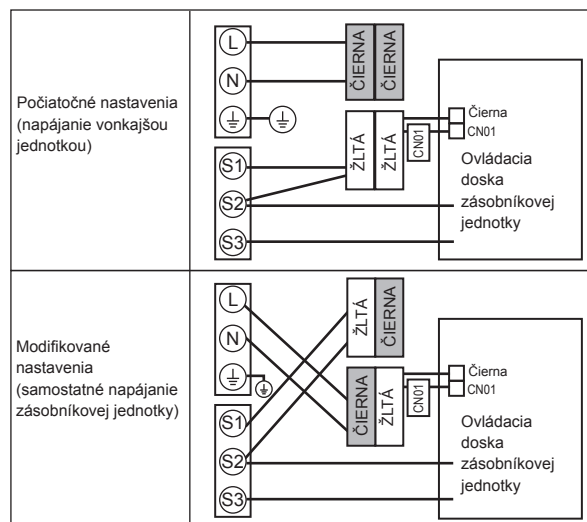 Počiatočné nastavenia
(napájanie vonkajšou
jednotkou)
L
N
S1
S2
S3
ČIERNA
ČIERNA
ŽLTÁ
ŽLTÁ
CN01
Čierna
CN01
Ovládacia
doska
zásobníkovej
jednotky
Modifikované
nastavenia
(samostatné napájanie
zásobníkovej jednotky)
L
N
S1
S2
S3
ŽLTÁ
ČIERNA
ČIERNA
ŽLTÁ
CN01
Čierna
CN01
Ovládacia
doska
zásobníkovej
jednotky